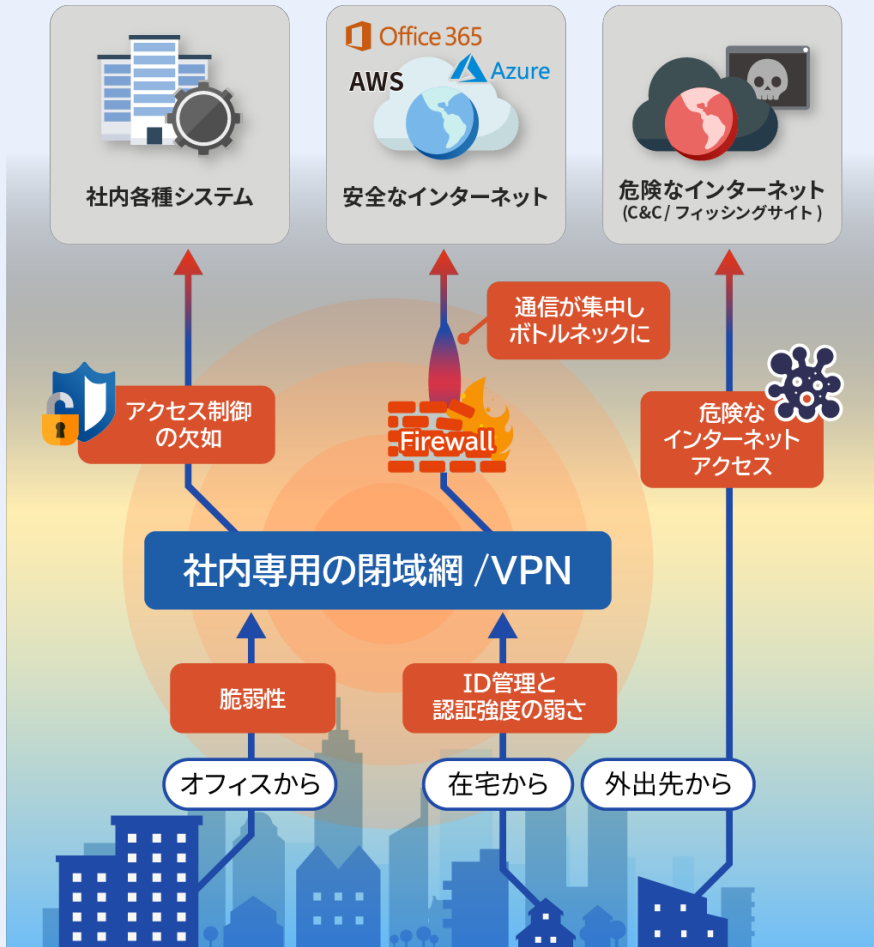 Office 365
AWS
Azure
社内各種システム
安全なインターネット
危険なインターネット
(C&C / フィッシングサイト )
通信が集中し
ボトルネックに
アクセス制御
の欠如
Firewall
危険な
インターネット
アクセス
社内専用の閉域網 /VPN
脆弱性
ID管理と
認証強度の弱さ
オフィスから
在宅から
外出先から